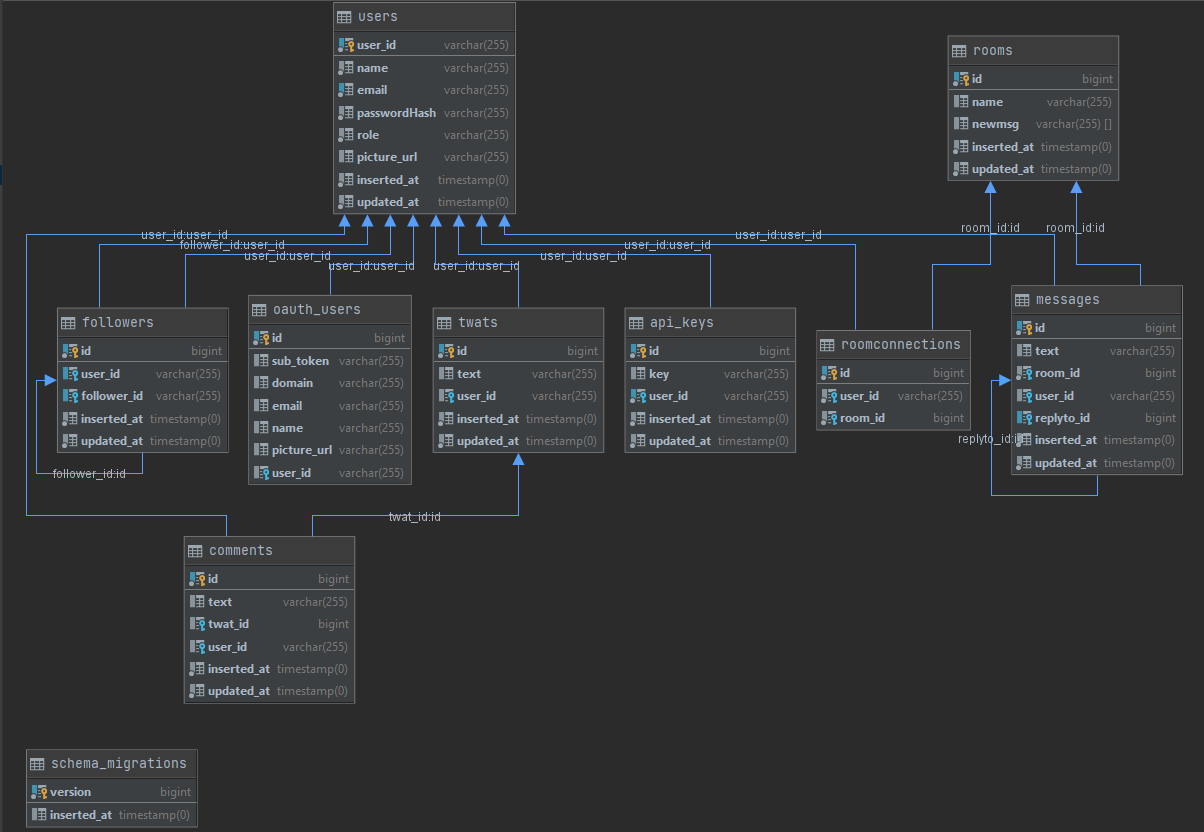 users
user_id varchar(255)
name varchar(255)
email varchar(255)
passwordHash varchar(255)
role varchar(255)
picture_url varchar(255)
inserted_at timestamp(0)
updated_at timestamp(0)
rooms
id bigint
name varchar(255)
newmsg varchar(255) []
inserted_at timestamp(0)
updated_at timestamp(0)
user_id:user_id
follower_id:user_id
user_id:user_id
user_id:user_id
user_id:user_id
user_id:user_id
user_id:user_id
user_id:user_id
room_id:id
room_id:id
followers
id bigint
user_id varchar(255)
follower_id varchar(255)
inserted_at timestamp(0)
updated_at timestamp(0)
follower_id:id
oauth_users
id bigint
sub_token varchar(255)
domain varchar(255)
email varchar(255)
name varchar(255)
picture_url varchar(255)
user_id varchar(255)
twats
id bigint
text varchar(255)
user_id varchar(255)
inserted_at timestamp(0)
updated_at timestamp(0)
api_keys
id bigint
key varchar(255)
user_id varchar(255)
inserted_at timestamp(0)
updated_at timestamp(0)
roomconnections
id bigint
user_id varchar(255)
room_id bigint
messages
id bigint
text varchar(255)
room_id bigint
user_id varchar(255)
replyto_id bigint
inserted_at timestamp(0)
updated_at timestamp(0)
replyto_id:id
twat_id:id
comments
id bigint
text varchar(255)
twat_id bigint
user_id varchar(255)
inserted_at timestamp(0)
updated_at timestamp(0)
schema_migrations
version bigint
inserted_at timestamp(0)